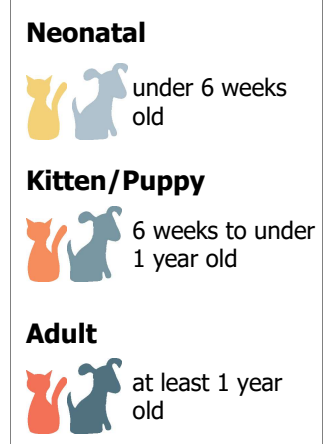 Neonatal
under 6 weeks
old
Kitten/Puppy
6 weeks to under
1 year old
Adult
at least 1 year
old